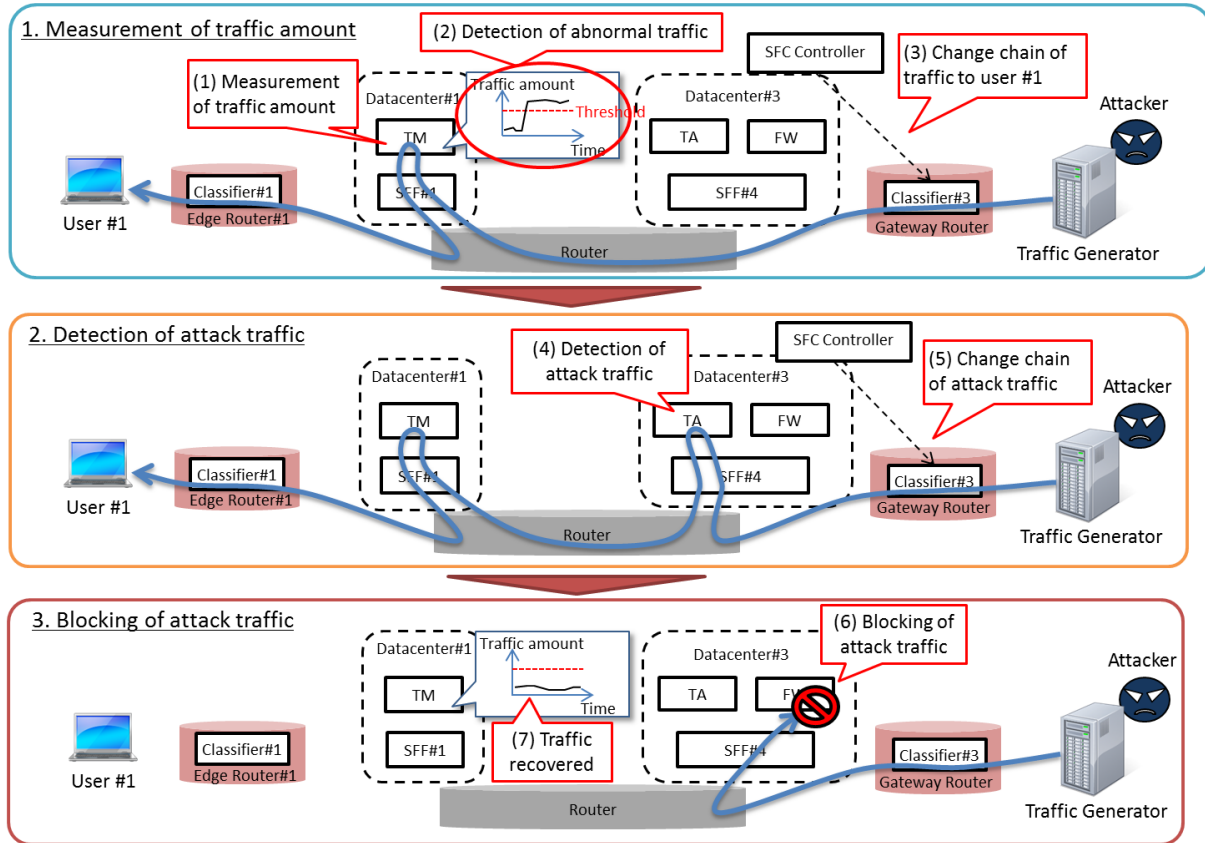 1. Measurement of traffic amount
(2) Detection of abnormal traffic
SFC Controller
(3) Change chain of
traffic to user #1
(1) Measurement
of traffic amount
Datacenter#1
Traffic amount
Threshold
Time
Datacenter#3
Attacker
TM
TA
FW
Classifier#1
Edge Router#1
User #1
SFF#1
SFF#4
Classifier#3
Gateway Router
Router
Traffic Generator
2. Detection of attack traffic
(4) Detection of
attack traffic
SFC Controller
(5) Change chain
of attack traffic
Datacenter#1
Datacenter#3
Attacker
TM
TA
FW
Classifier#1
Edge Router#1
User #1
SFF#1
SFF#4
Classifier#3
Gateway Router
Router
Traffic Generator
3. Blocking of attack traffic
Datacenter#1
Traffic amount
Time
Datacenter#3
(6) Blocking of
attack traffic
Attacker
TM
TA
FW
(7) Traffic
recovered
Classifier#1
Edge Router#1
User #1
SFF#1
SFF#4
Classifier#3
Gateway Router
Router
Traffic Generator